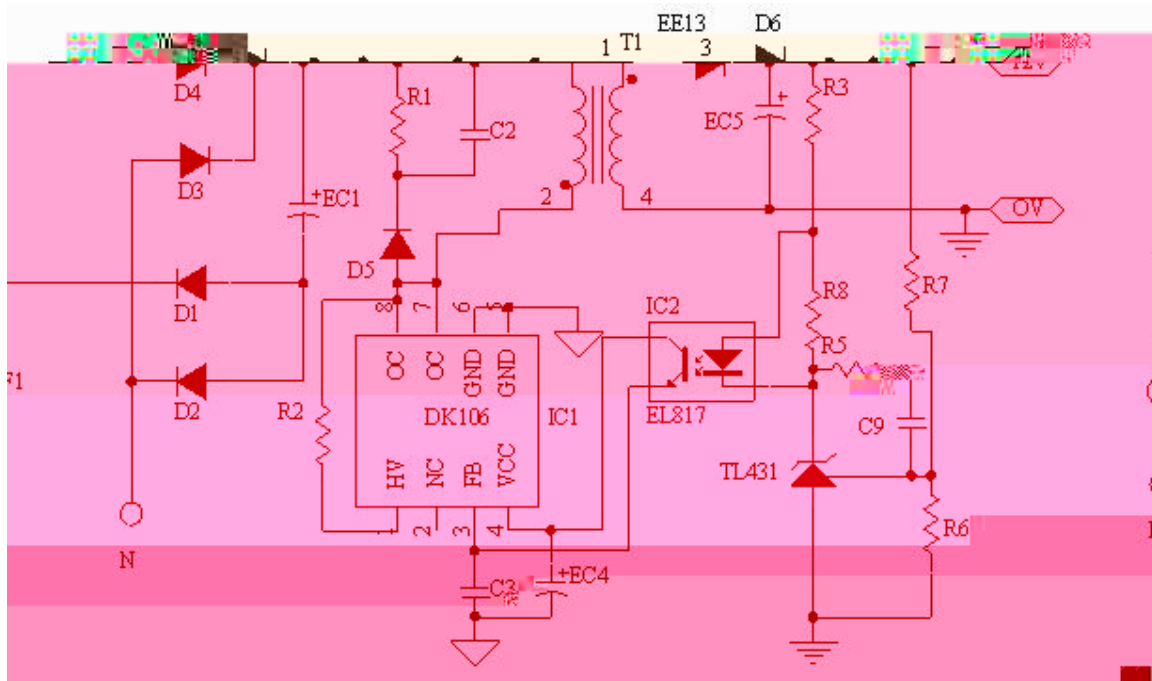 EE13 D6
1 T1 3
D4 R1 C2 EC5 + R3
D3 +EC1 2 4 OV
D5 R8 R7
D1 8 7 6 5 IC2
OC OC GND GND R5
F1 D2 R2 DK106 IC1 EL817 C9
HV NC FB VCC TL431
2 3 4 R6
N C3 +EC4